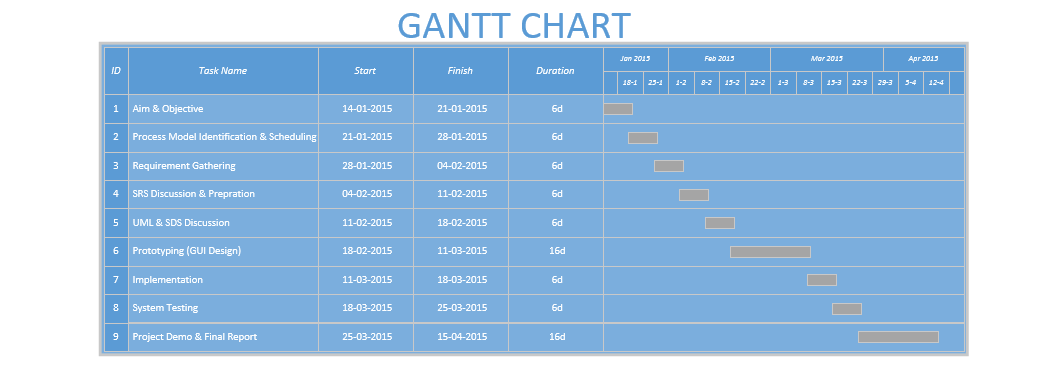 GANTT CHART
ID Task Name Start Finish Duration Jan 2015 Feb 2015 Mar 2015 Apr 2015
18-1 25-1 1-2 8-2 15-2 22-2 1-3 8-3 15-3 22-3 29-3 5-4 12-4
1 Aim & Objective 14-01-2015 21-01-2015 6d
2 Process Model Identification & Scheduling 21-01-2015 28-01-2015 6d
3 Requirement Gathering 28-01-2015 04-02-2015 6d
4 SRS Discussion & Prepration 04-02-2015 11-02-2015 6d
5 UML & SDS Discussion 11-02-2015 18-02-2015 6d
6 Prototyping (GUI Design) 18-02-2015 11-03-2015 16d
7 Implementation 11-03-2015 18-03-2015 6d
8 System Testing 18-03-2015 25-03-2015 6d
9 Project Demo & Final Report 25-03-2015 15-04-2015 16d